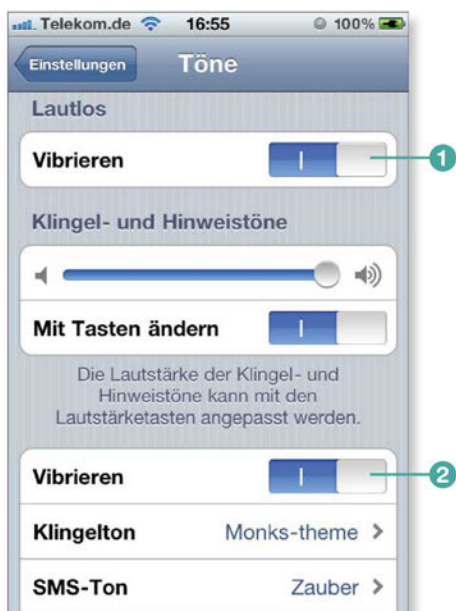 Telekom.de 16:55 100%
Einstellungen Töne
Lautlos
Vibrieren 1
Klingel- und Hinweistöne
Mit Tasten ändern
Die Lautstärke der Klingel- und
Hinweistöne kann mit den
Lautstärketasten angepasst werden.
Vibrieren 2
Klingelton Monks-theme >
SMS-Ton Zauber >